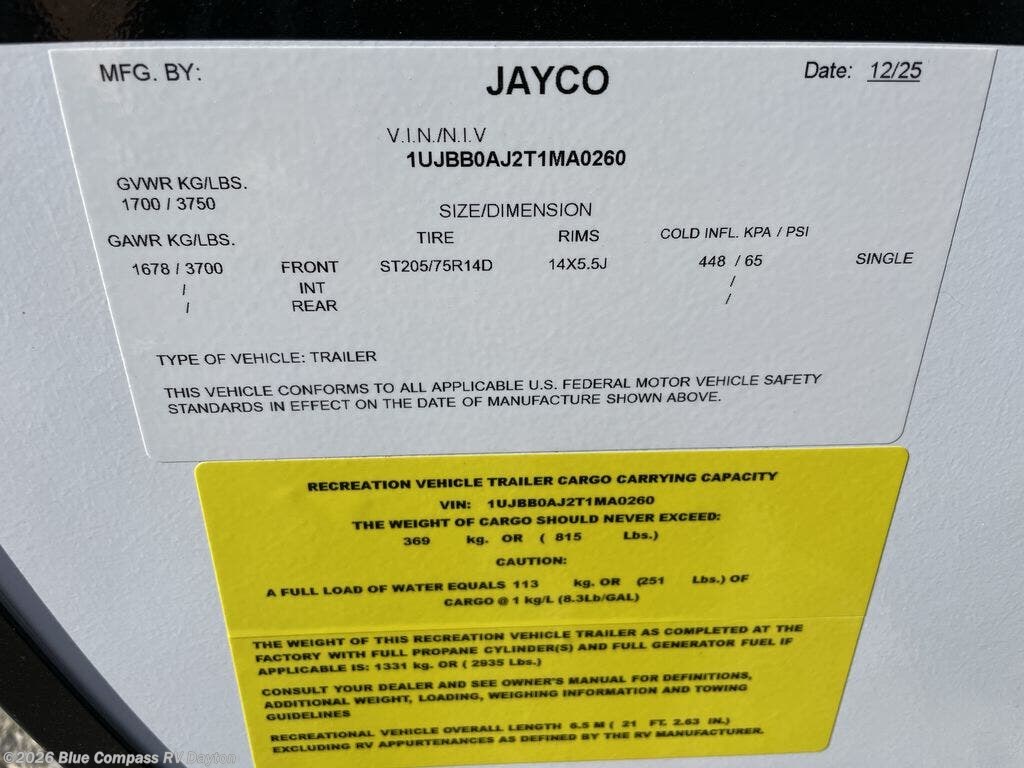 MFG. BY: JAYCO Date: 12/25
V.I.N./N.I.V
1UJBB0AJ2T1MA0260
GVWR KG/LBS.
1700 / 3750
SIZE/DIMENSION
GAWR KG/LBS. TIRE RIMS COLD INFL. KPA / PSI
1678 / 3700 FRONT ST205/75R14D 14X5.5J 448 / 65 SINGLE
/ INT /
/ REAR /
TYPE OF VEHICLE: TRAILER
THIS VEHICLE CONFORMS TO ALL APPLICABLE U.S. FEDERAL MOTOR VEHICLE SAFETY
STANDARDS IN EFFECT ON THE DATE OF MANUFACTURE SHOWN ABOVE.
RECREATION VEHICLE TRAILER CARGO CARRYING CAPACITY
VIN: 1UJBB0AJ2T1MA0260
THE WEIGHT OF CARGO SHOULD NEVER EXCEED:
369 kg. OR ( 815 Lbs.)
CAUTION:
A FULL LOAD OF WATER EQUALS 113 kg. OR (251 Lbs.) OF
CARGO @ 1 kg/L (8.3Lb/GAL)
THE WEIGHT OF THIS RECREATION VEHICLE TRAILER AS COMPLETED AT THE
FACTORY WITH FULL PROPANE CYLINDER(S) AND FULL GENERATOR FUEL IF
APPLICABLE IS: 1331 kg. OR ( 2935 Lbs.)
CONSULT YOUR DEALER AND SEE OWNER'S MANUAL FOR DEFINITIONS,
ADDITIONAL WEIGHT, LOADING, WEIGHING INFORMATION AND TOWING
GUIDELINES
RECREATIONAL VEHICLE OVERALL LENGTH 6.5 M ( 21 FT. 2.63 IN.)
EXCLUDING RV APPURTENANCES AS DEFINED BY THE RV MANUFACTURER.
©2026 Blue Compass RV Dayton